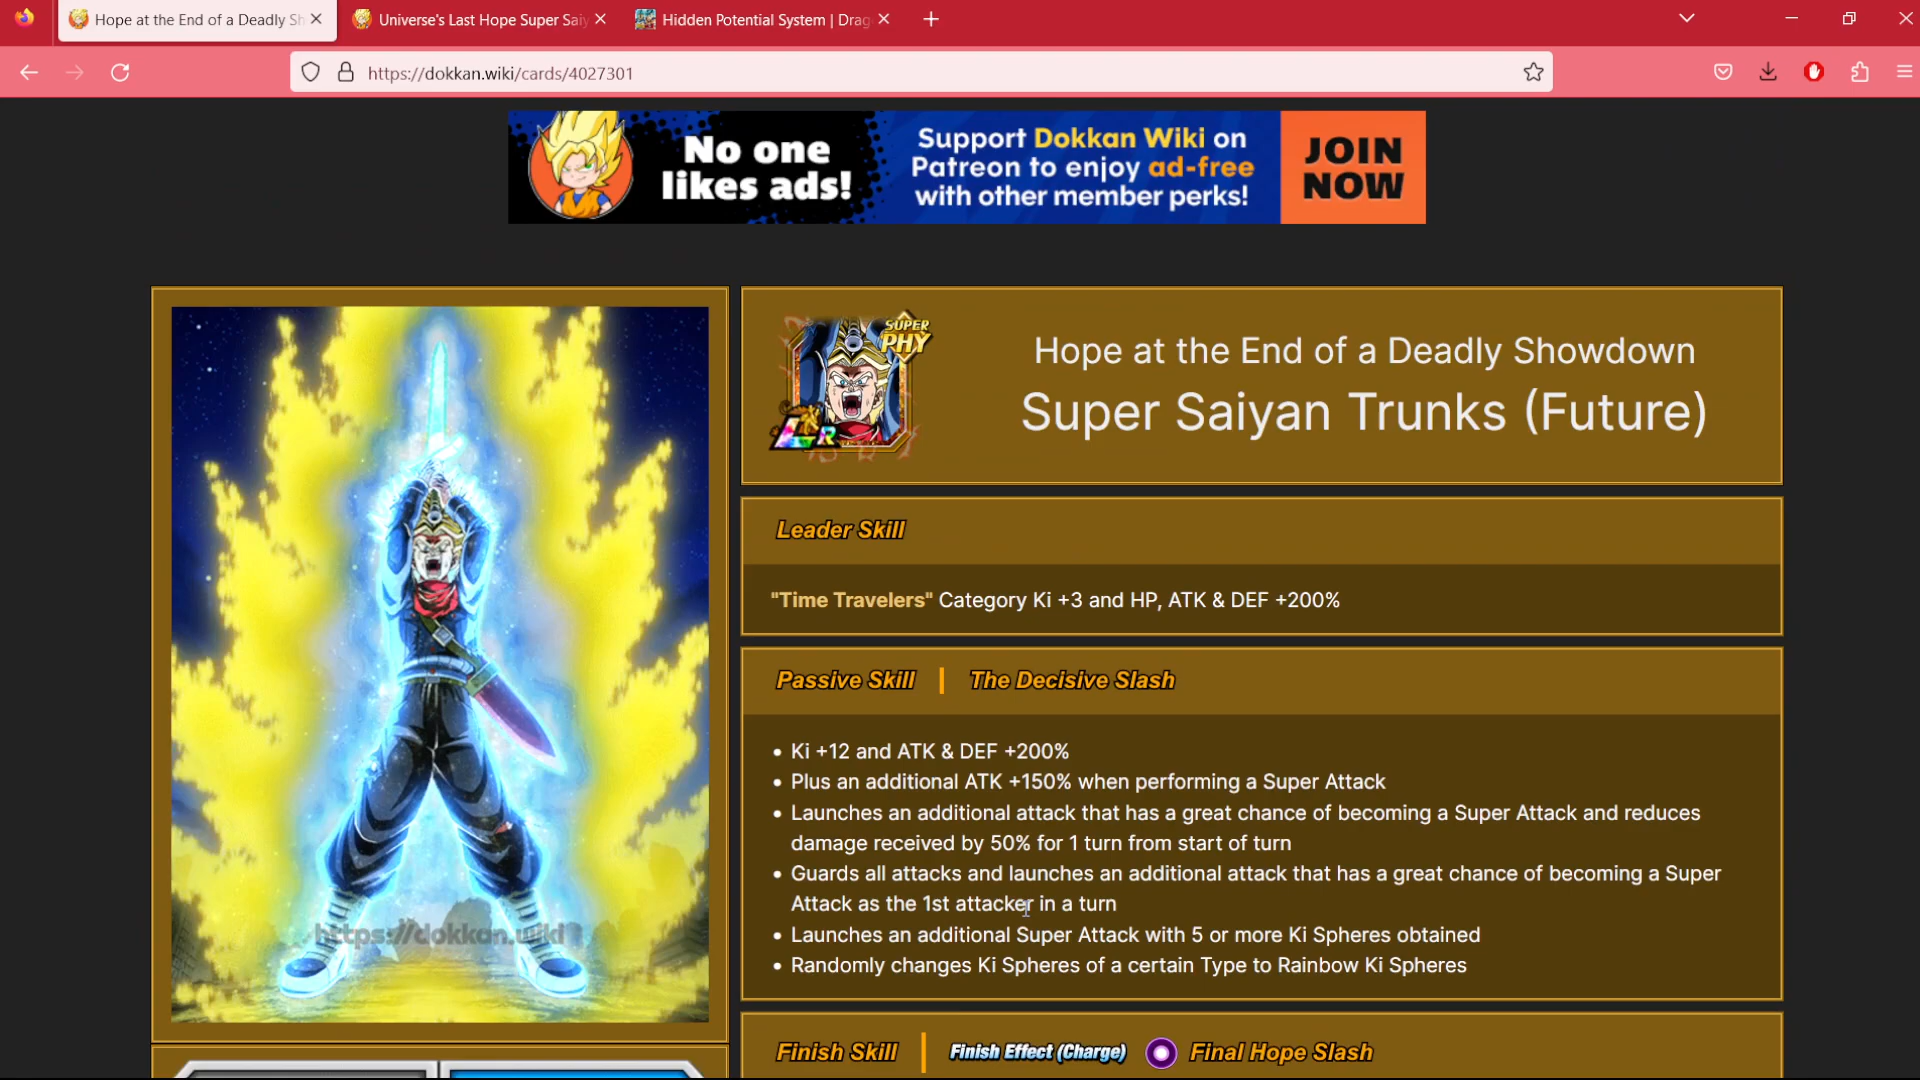 Hope at the End of a Deadly Sh
Universe's Last Hope Super Saiy
Hidden Potential System | Drag
https://dokkan.wiki/cards/4027301
No one
likes ads!
Support Dokkan Wiki on
Patreon to enjoy ad-free
with other member perks!
JOIN
NOW
SUPER
PHY
LR
Hope at the End of a Deadly Showdown
Super Saiyan Trunks (Future)
Leader Skill
"Time Travelers" Category Ki +3 and HP, ATK & DEF +200%
Passive Skill | The Decisive Slash
• Ki +12 and ATK & DEF +200%
• Plus an additional ATK +150% when performing a Super Attack
• Launches an additional attack that has a great chance of becoming a Super Attack and reduces
damage received by 50% for 1 turn from start of turn
• Guards all attacks and launches an additional attack that has a great chance of becoming a Super
Attack as the 1st attacker in a turn
• Launches an additional Super Attack with 5 or more Ki Spheres obtained
• Randomly changes Ki Spheres of a certain Type to Rainbow Ki Spheres
https://dokkan.wiki
Finish Skill | Finish Effect (Charge) Final Hope Slash